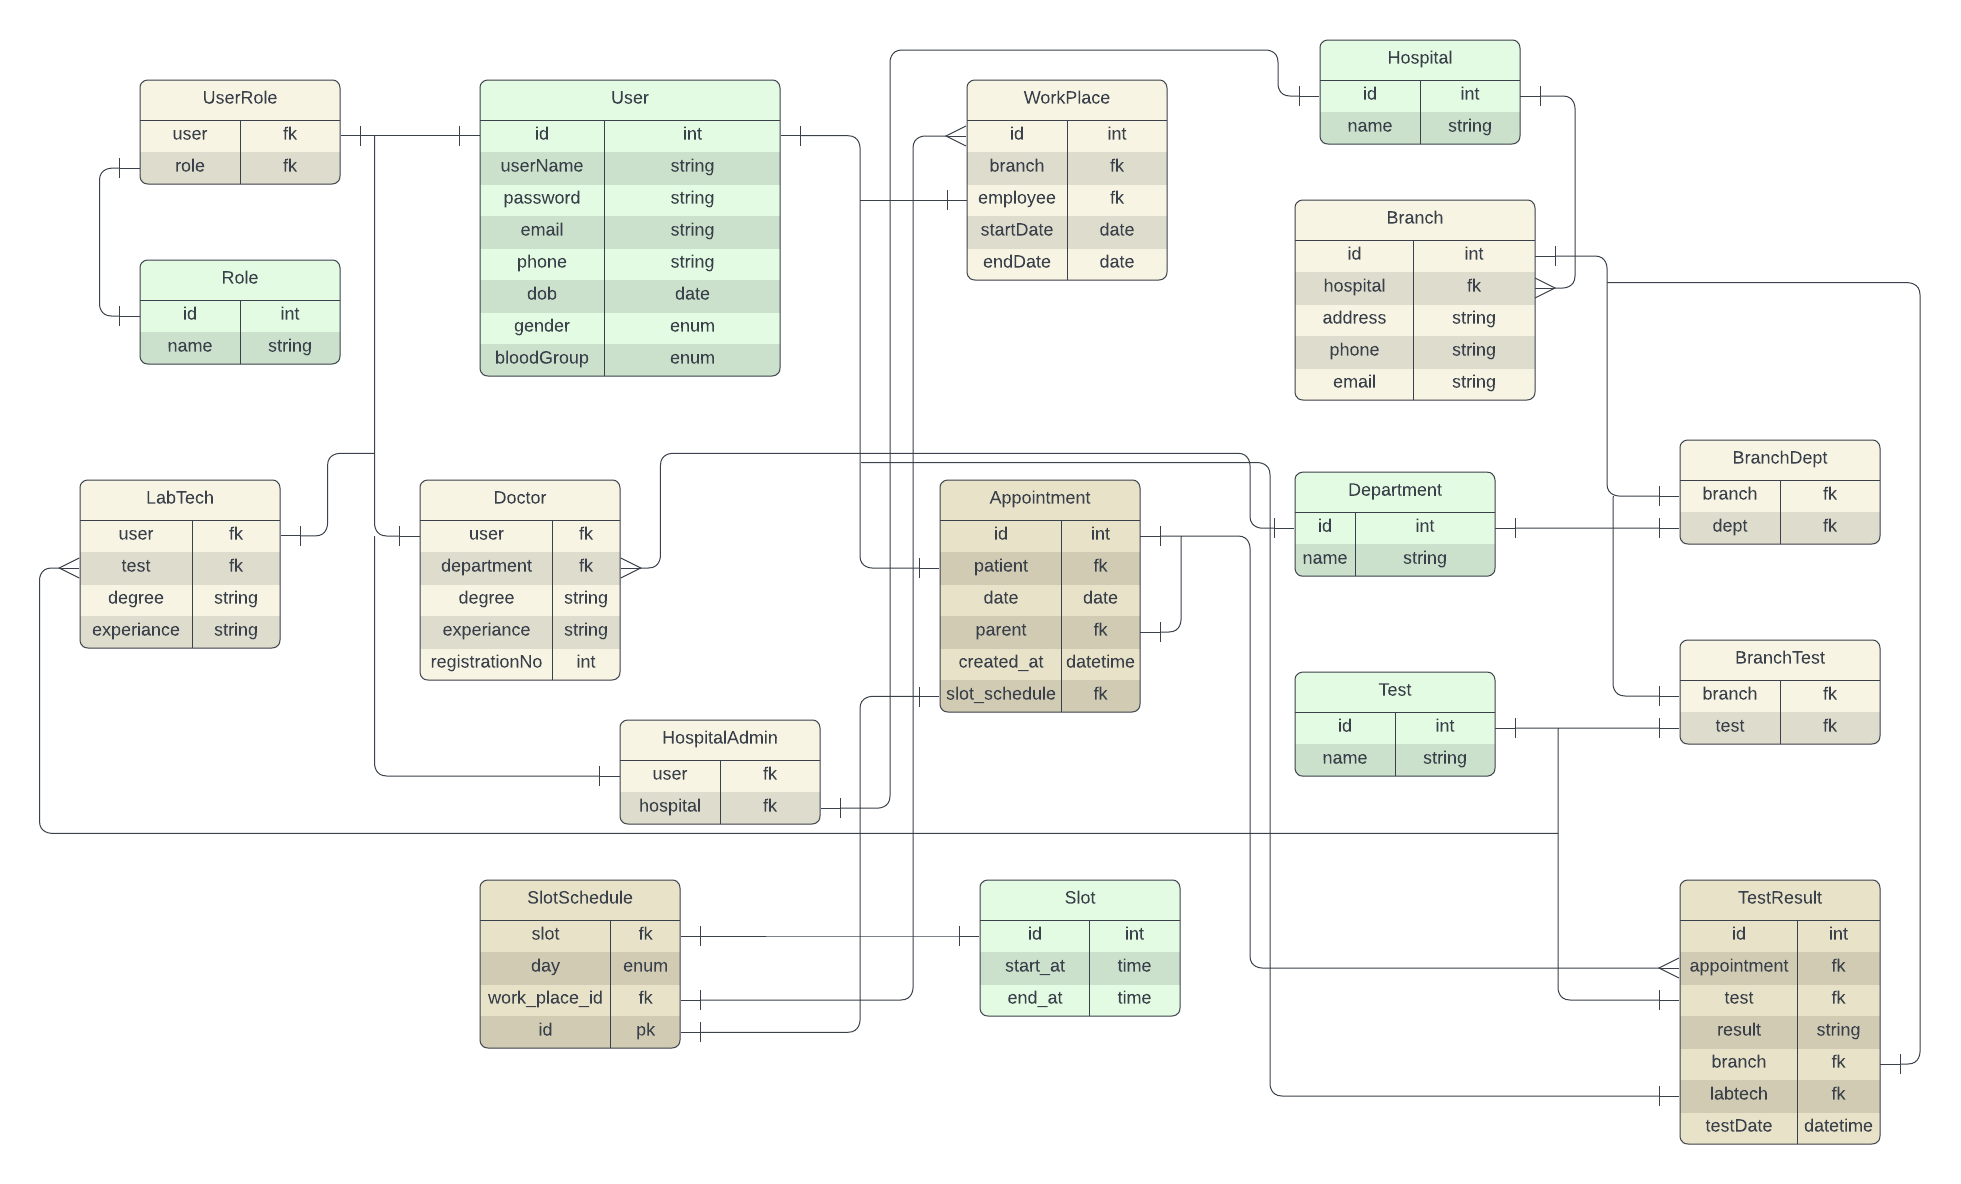 UserRole
user fk
role fk
Role
id int
name string
User
id int
userName string
password string
email string
phone string
dob date
gender enum
bloodGroup enum
WorkPlace
id int
branch fk
employee fk
startDate date
endDate date
Hospital
id int
name string
Branch
id int
hospital fk
address string
phone string
email string
LabTech
user fk
test fk
degree string
experiance string
Doctor
user fk
department fk
degree string
experiance string
registrationNo int
Appointment
id int
patient fk
date date
parent fk
created_at datetime
slot_schedule fk
Department
id int
name string
BranchDept
branch fk
dept fk
HospitalAdmin
user fk
hospital fk
Test
id int
name string
BranchTest
branch fk
test fk
SlotSchedule
slot fk
day enum
work_place_id fk
id pk
Slot
id int
start_at time
end_at time
TestResult
id int
appointment fk
test fk
result string
branch fk
labtech fk
testDate datetime